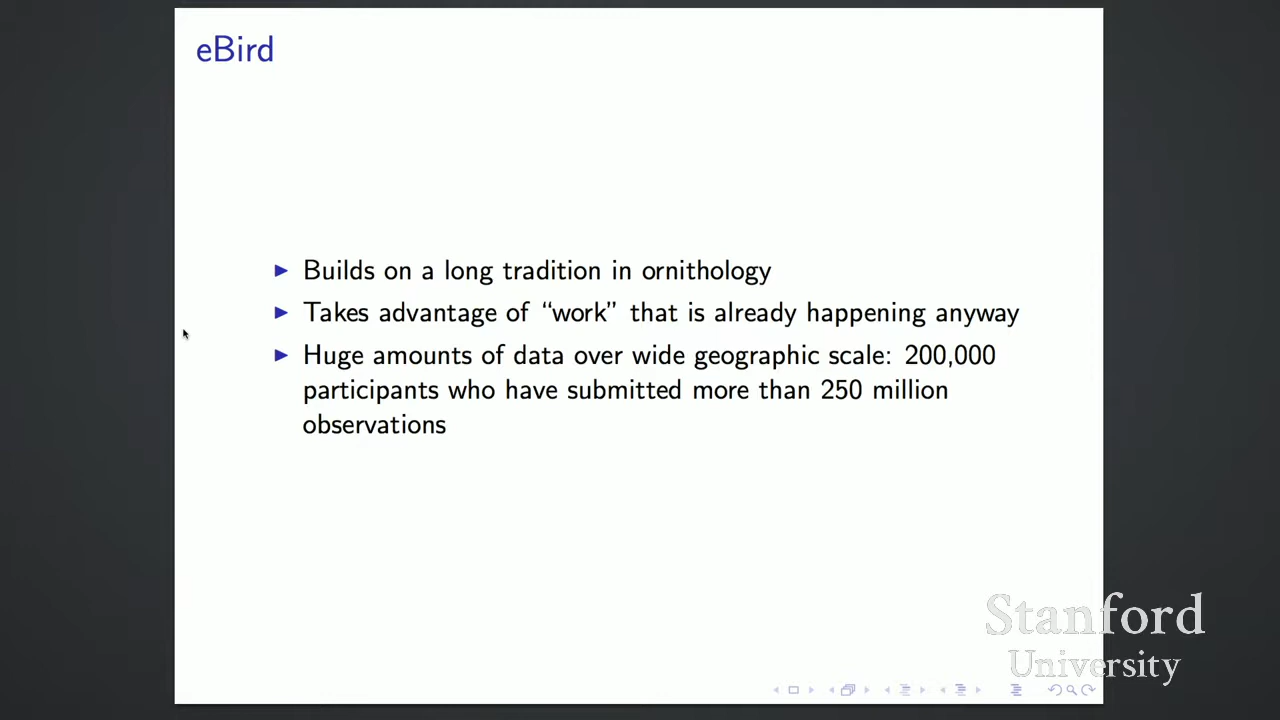 eBird
Builds on a long tradition in ornithology
Takes advantage of “work” that is already happening anyway
Huge amounts of data over wide geographic scale: 200,000
participants who have submitted more than 250 million
observations
Stanford
University